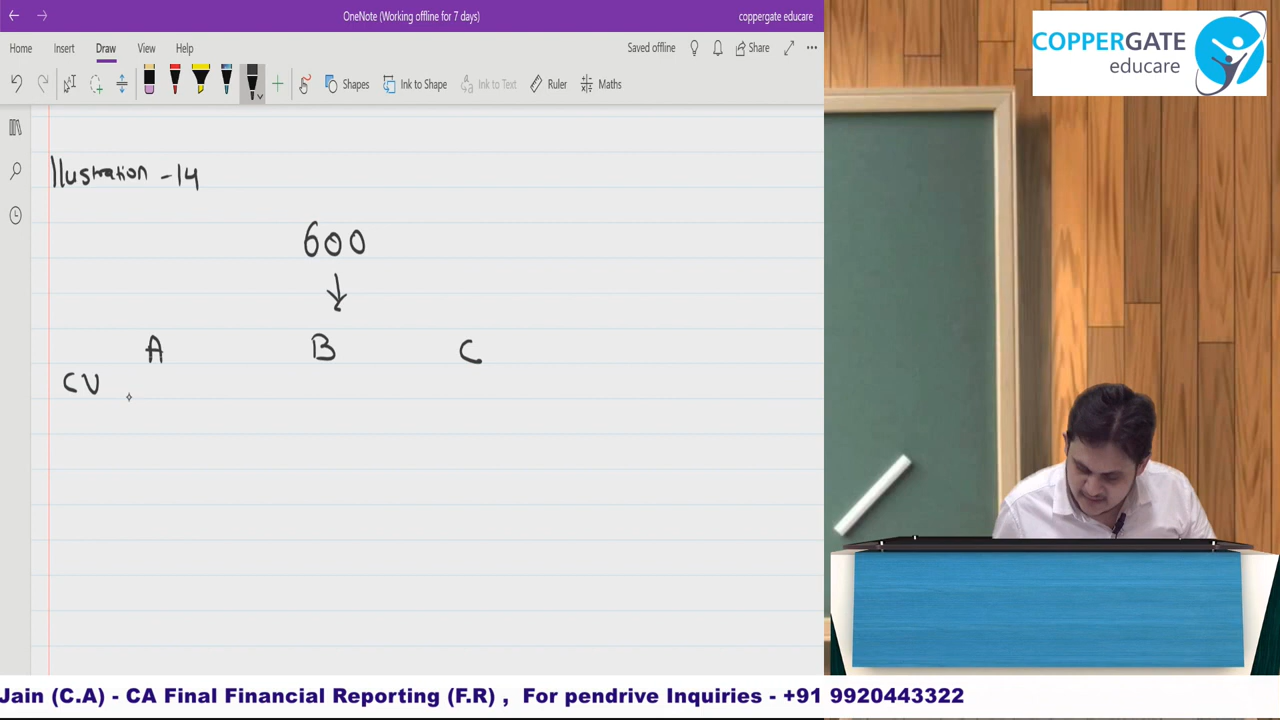 OneNote (Working offline for 7 days)
coppergate educare
Home Insert Draw View Help
Saved offline
Share
Shapes
Ink to Shape
Ink to Text
Ruler
Maths
COPPERGATE
educare
Illustration - 14
600
A B C
CV
Jain (C.A) - CA Final Financial Reporting (F.R) , For pendrive Inquiries - +91 9920443322